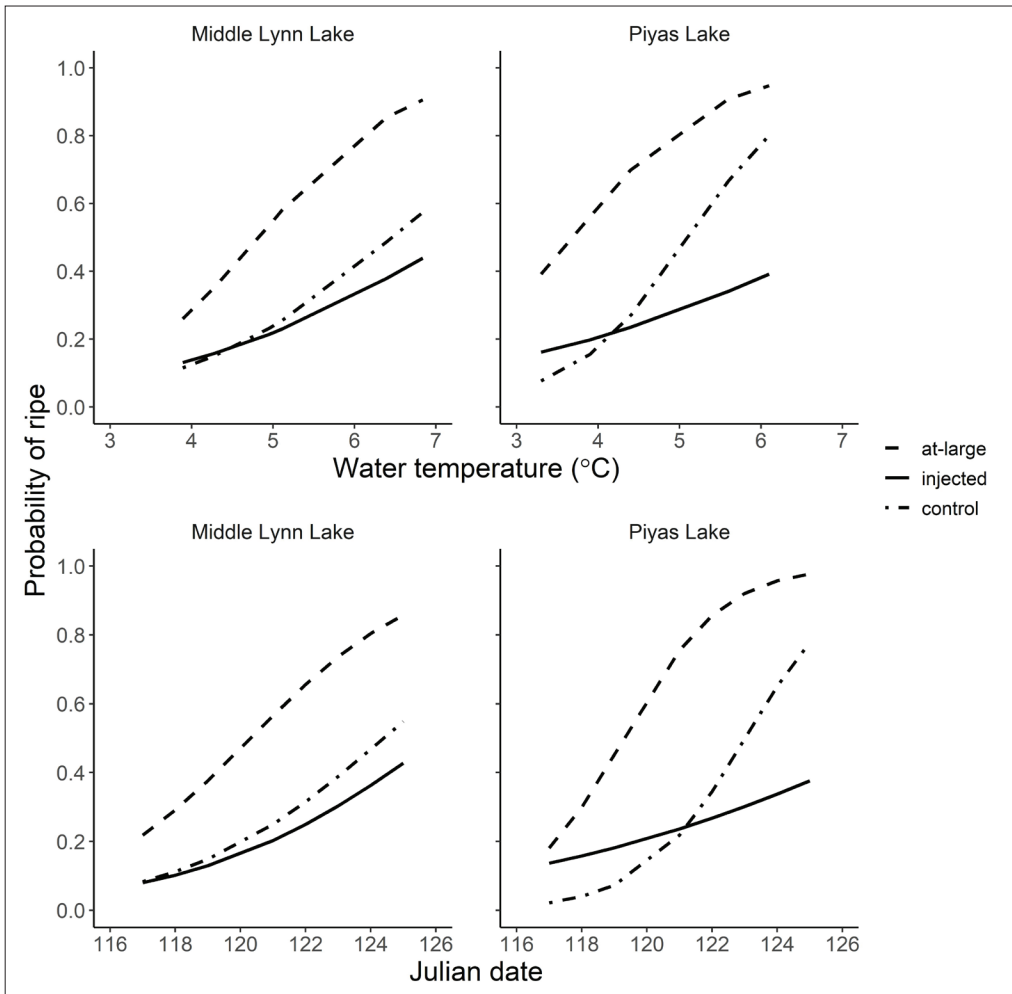 Middle Lynn Lake Piyas Lake
Probability of ripe
1.0
0.8
0.6
0.4
0.2
0.0
3 4 5 6 7 3 4 5 6 7
Water temperature (°C)
at-large
injected
control
Middle Lynn Lake Piyas Lake
1.0
0.8
0.6
0.4
0.2
0.0
116 118 120 122 124 126 116 118 120 122 124 126
Julian date